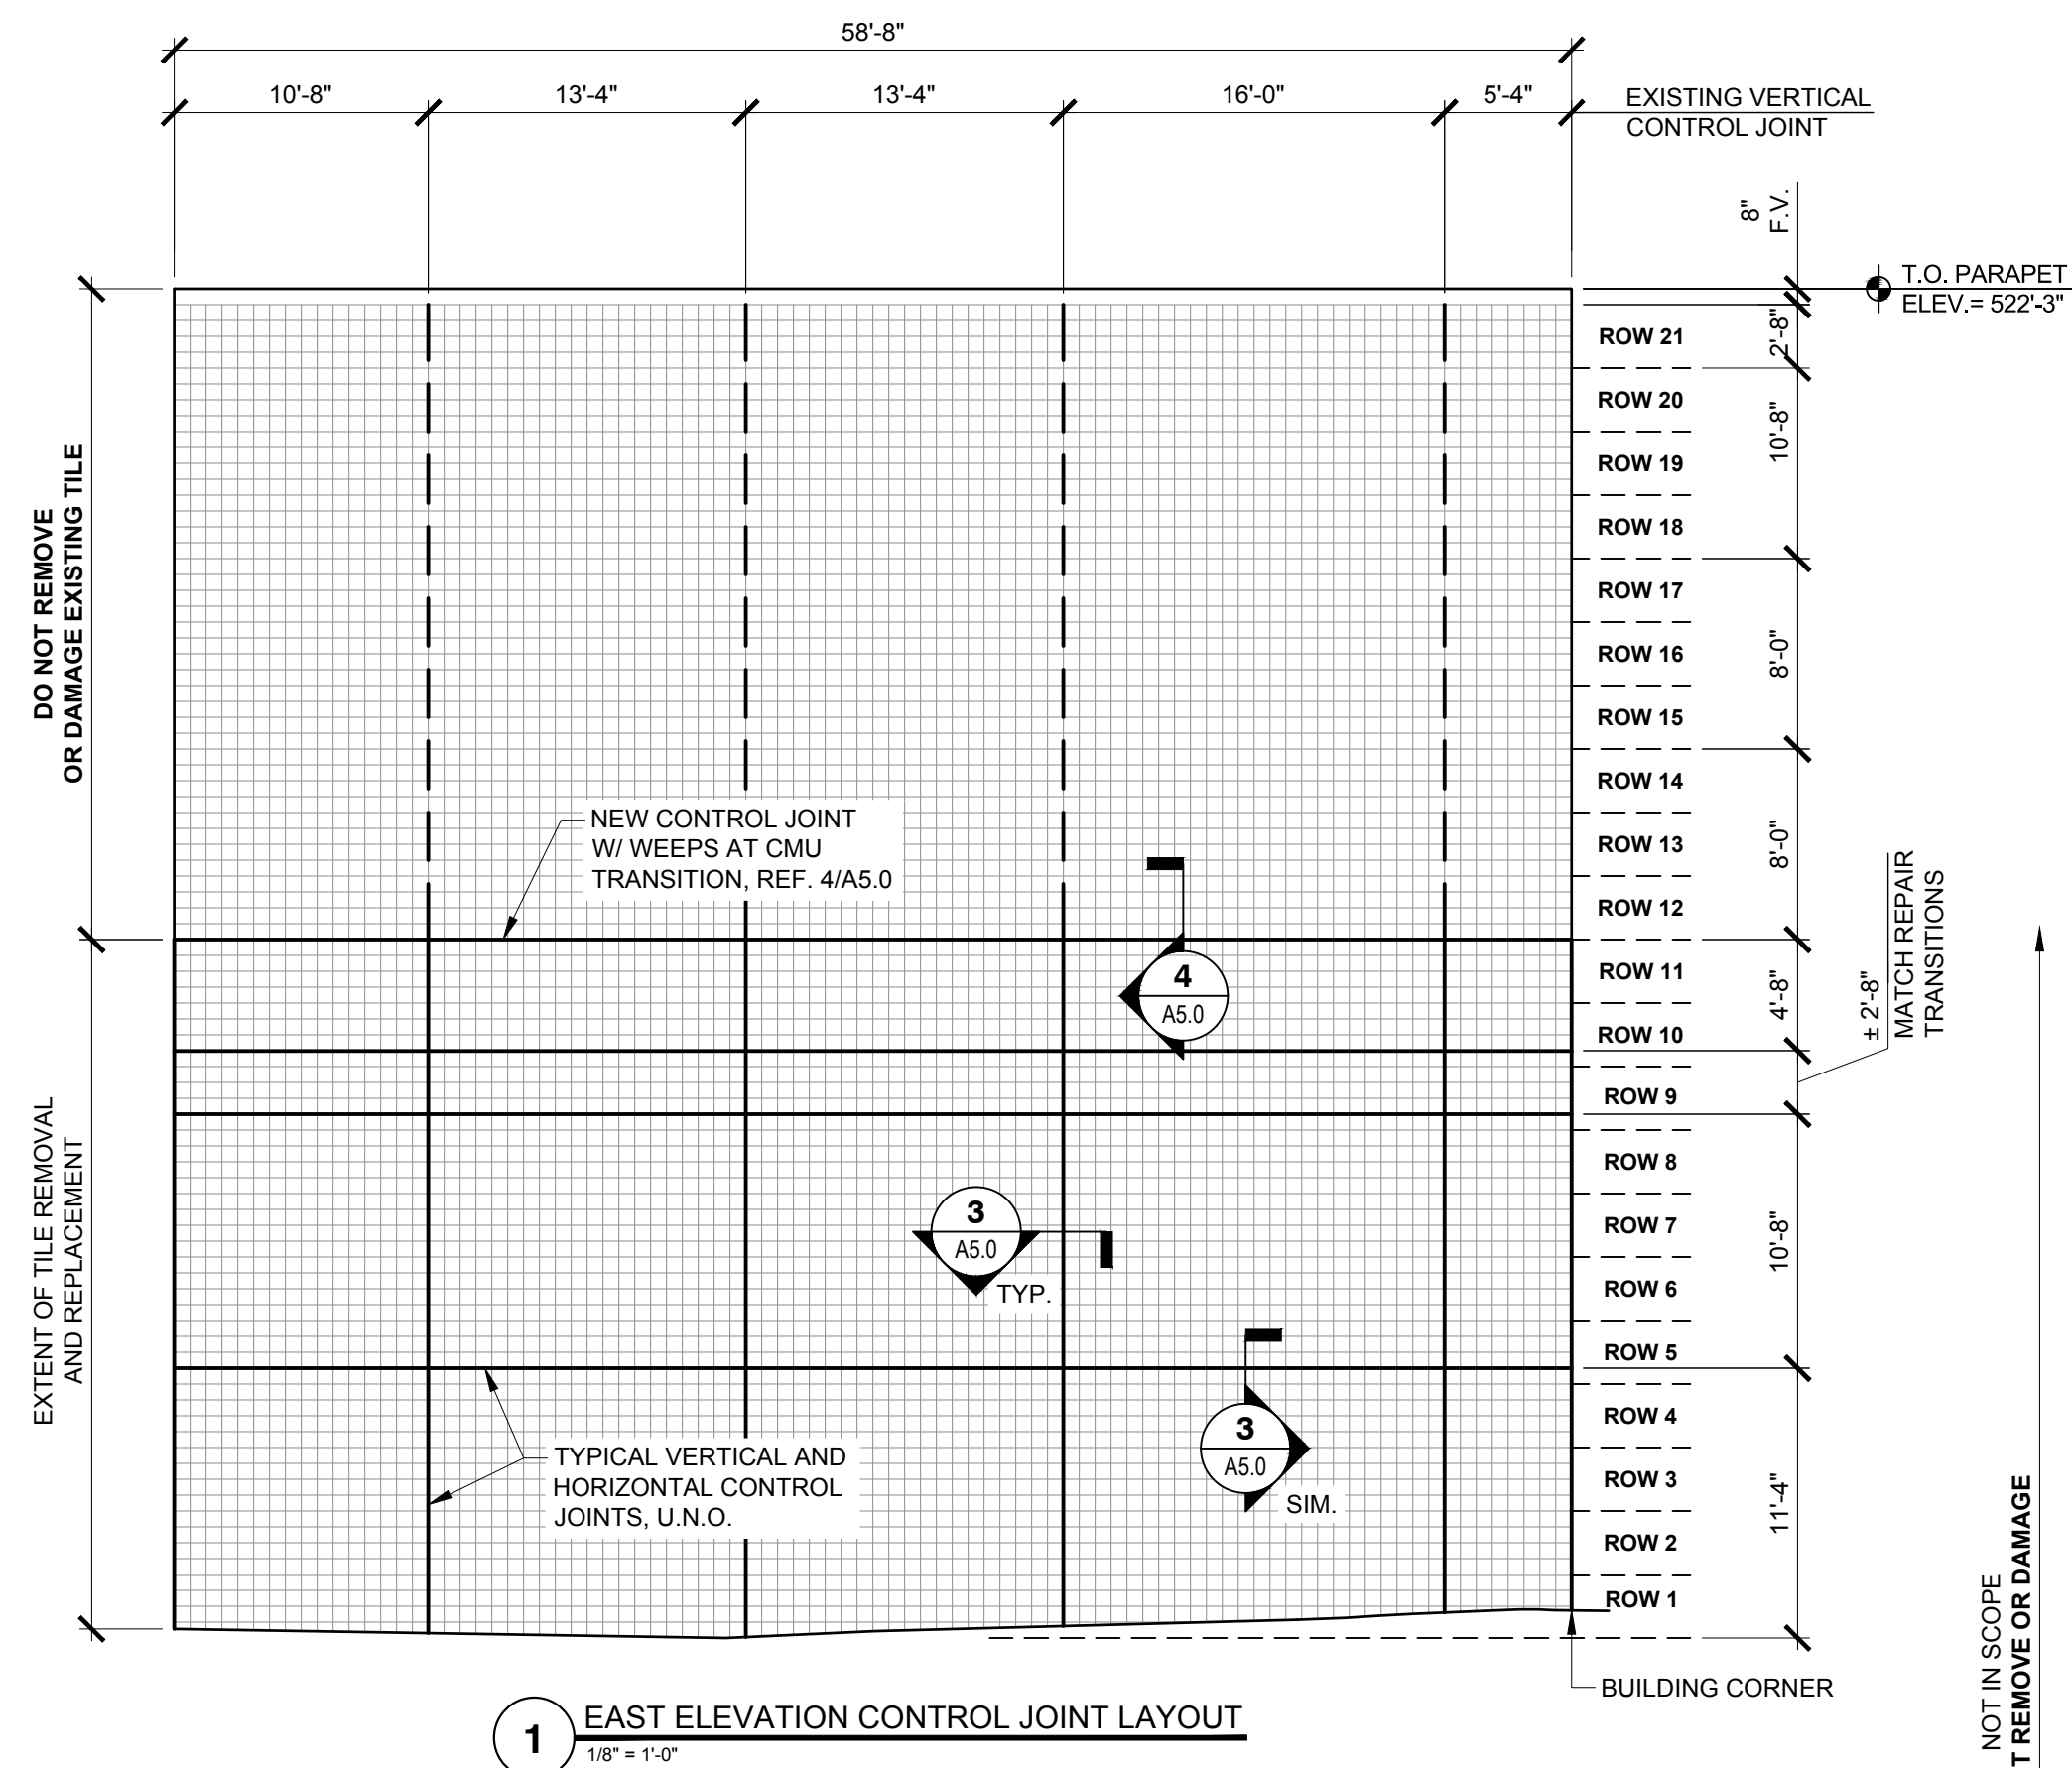 58'-8"
10'-8"
13'-4"
13'-4"
16'-0"
5'-4"
EXISTING VERTICAL
CONTROL JOINT
8"
F.V.
T.O. PARAPET
ELEV.= 522'-3"
ROW 21
2'-8"
ROW 20
ROW 19
ROW 18
10'-8"
ROW 17
ROW 16
ROW 15
8'-0"
ROW 14
ROW 13
ROW 12
8'-0"
DO NOT REMOVE
OR DAMAGE EXISTING TILE
NEW CONTROL JOINT
W/ WEEPS AT CMU
TRANSITION, REF. 4/A5.0
4
A5.0
ROW 11
ROW 10
4'-8"
± 2'-8"
MATCH REPAIR
TRANSITIONS
ROW 9
ROW 8
ROW 7
ROW 6
ROW 5
10'-8"
3
A5.0
TYP.
EXTENT OF TILE REMOVAL
AND REPLACEMENT
3
A5.0
SIM.
TYPICAL VERTICAL AND
HORIZONTAL CONTROL
JOINTS, U.N.O.
ROW 4
ROW 3
ROW 2
ROW 1
11'-4"
NOT IN SCOPE
T REMOVE OR DAMAGE
BUILDING CORNER
1
EAST ELEVATION CONTROL JOINT LAYOUT
1/8" = 1'-0"